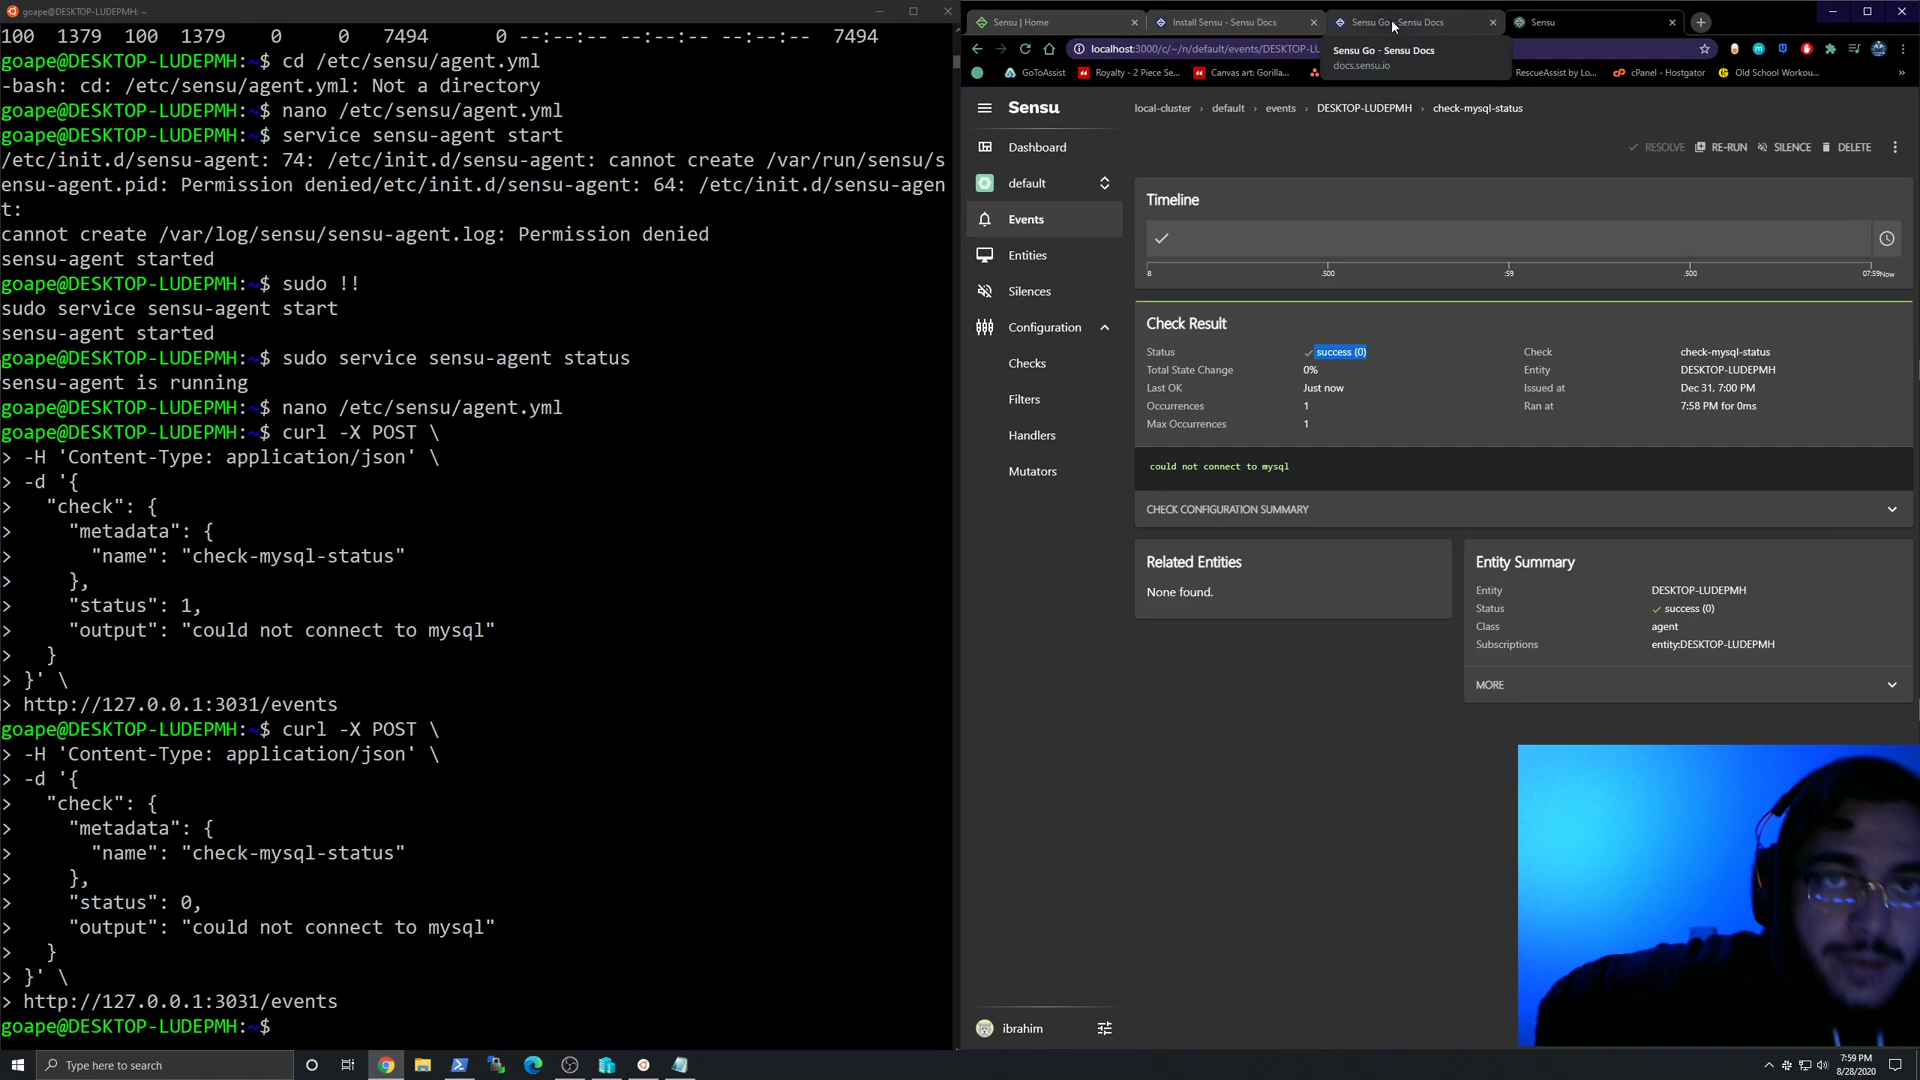 goape@DESKTOP-LUDEPMH: ~
100  1379  100  1379    0     0   7494      0 --:--:-- --:--:-- --:--:--  7494
goape@DESKTOP-LUDEPMH:~$ cd /etc/sensu/agent.yml
-bash: cd: /etc/sensu/agent.yml: Not a directory
goape@DESKTOP-LUDEPMH:~$ nano /etc/sensu/agent.yml
goape@DESKTOP-LUDEPMH:~$ service sensu-agent start
/etc/init.d/sensu-agent: 74: /etc/init.d/sensu-agent: cannot create /var/run/sensu/s
ensu-agent.pid: Permission denied/etc/init.d/sensu-agent: 64: /etc/init.d/sensu-agen
t:
cannot create /var/log/sensu/sensu-agent.log: Permission denied
sensu-agent started
goape@DESKTOP-LUDEPMH:~$ sudo !!
sudo service sensu-agent start
sensu-agent started
goape@DESKTOP-LUDEPMH:~$ sudo service sensu-agent status
sensu-agent is running
goape@DESKTOP-LUDEPMH:~$ nano /etc/sensu/agent.yml
goape@DESKTOP-LUDEPMH:~$ curl -X POST \
> -H 'Content-Type: application/json' \
> -d '{
>   "check": {
>     "metadata": {
>       "name": "check-mysql-status"
>     },
>     "status": 1,
>     "output": "could not connect to mysql"
>   }
> }' \
> http://127.0.0.1:3031/events
goape@DESKTOP-LUDEPMH:~$ curl -X POST \
> -H 'Content-Type: application/json' \
> -d '{
>   "check": {
>     "metadata": {
>       "name": "check-mysql-status"
>     },
>     "status": 0,
>     "output": "could not connect to mysql"
>   }
> }' \
> http://127.0.0.1:3031/events
goape@DESKTOP-LUDEPMH:~$
Sensu | Home
Install Sensu - Sensu Docs
Sensu Go - Sensu Docs
Sensu
localhost:3000/c/~/n/default/events/DESKTOP-LU
Sensu Go - Sensu Docs
docs.sensu.io
GoToAssist
Royalty - 2 Piece Se...
Canvas art: Gorilla...
RescueAssist by Lo...
cPanel - Hostgator
Old School Workou...
Sensu
local-cluster › default › events › DESKTOP-LUDEPMH › check-mysql-status
Dashboard
default
Events
Entities
Silences
Configuration
Checks
Filters
Handlers
Mutators
ibrahim
RESOLVE
RE-RUN
SILENCE
DELETE
Timeline
8 .500 :59 .500 07:59Now
Check Result
Status success (0)
Total State Change 0%
Last OK Just now
Occurrences 1
Max Occurrences 1
Check check-mysql-status
Entity DESKTOP-LUDEPMH
Issued at Dec 31, 7:00 PM
Ran at 7:58 PM for 0ms
could not connect to mysql
CHECK CONFIGURATION SUMMARY
Related Entities
None found.
Entity Summary
Entity DESKTOP-LUDEPMH
Status success (0)
Class agent
Subscriptions entity:DESKTOP-LUDEPMH
MORE
Type here to search
7:59 PM
8/28/2020